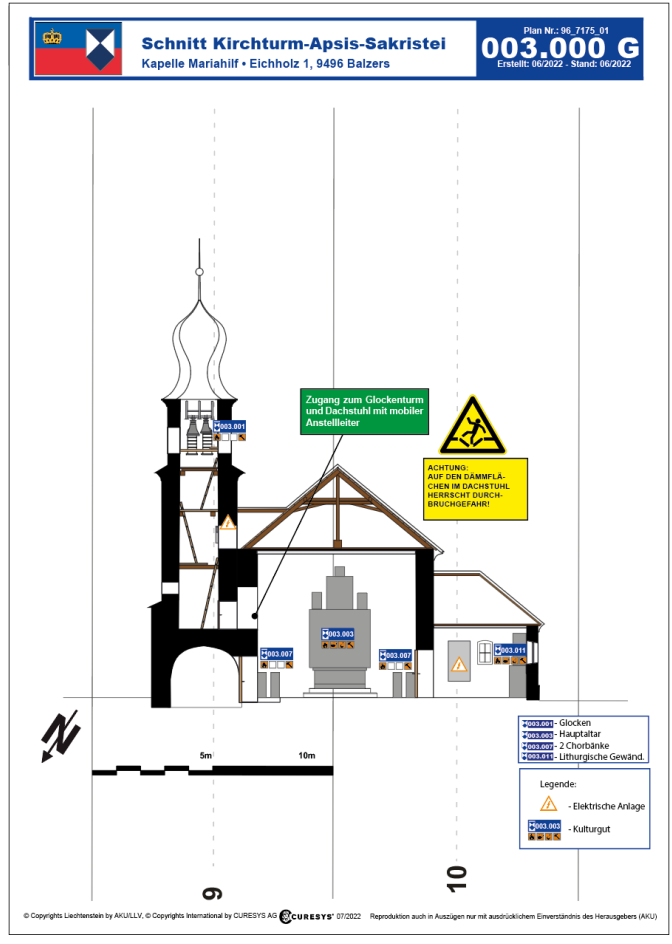 Schnitt Kirchturm-Apsis-Sakristei
Kapelle Mariahilf • Eichholz 1, 9496 Balzers
Plan Nr.: 96_7175_01
003.000 G
Erstellt: 06/2022 - Stand: 06/2022
Zugang zum Glockenturm
und Dachstuhl mit mobiler
Anstellleiter
003.001
ACHTUNG:
AUF DEN DÄMMFLÄ-
CHEN IM DACHSTUHL
HERRSCHT DURCH-
BRUCHGEFAHR!
003.003
003.007
003.007
003.011
N
5m
10m
003.001 - Glocken
003.003 - Hauptaltar
003.007 - 2 Chorbänke
003.011 - Lithurgische Gewänd.
Legende:
- Elektrische Anlage
003.003 - Kulturgut
9
10
© Copyrights Liechtenstein by AKU/LLV, © Copyrights International by CURESYS AG CURESYS® 07/2022 Reproduktion auch in Auszügen nur mit ausdrücklichem Einverständnis des Herausgebers (AKU)